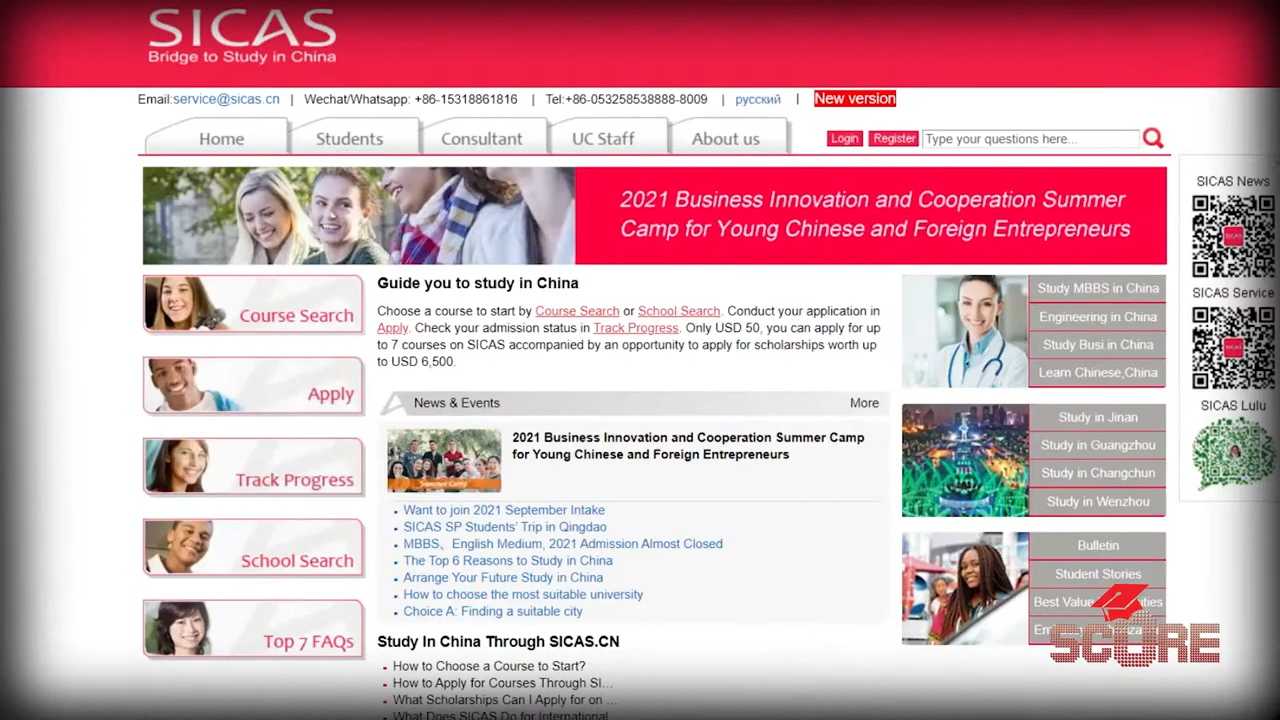 SICAS
Bridge to Study in China
Email:service@sicas.cn | Wechat/Whatsapp: +86-15318861816 | Tel:+86-053258538888-8009 | русский | New version
Home Students Consultant UC Staff About us Login Register Type your questions here...
2021 Business Innovation and Cooperation Summer
Camp for Young Chinese and Foreign Entrepreneurs
Course Search
Apply
Track Progress
School Search
Top 7 FAQs
Guide you to study in China
Choose a course to start by Course Search or School Search. Conduct your application in
Apply. Check your admission status in Track Progress. Only USD 50, you can apply for up
to 7 courses on SICAS accompanied by an opportunity to apply for scholarships worth up
to USD 6,500.
News & Events More
Summer Camp
2021 Business Innovation and Cooperation Summer Camp
for Young Chinese and Foreign Entrepreneurs
Want to join 2021 September Intake
SICAS SP Students' Trip in Qingdao
MBBS、English Medium, 2021 Admission Almost Closed
The Top 6 Reasons to Study in China
Arrange Your Future Study in China
How to choose the most suitable university
Choice A: Finding a suitable city
Study In China Through SICAS.CN
How to Choose a Course to Start?
How to Apply for Courses Through SI...
What Scholarships Can I Apply for on ...
What Does SICAS Do for International
Study MBBS in China
Engineering in China
Study Busi.in China
Learn Chinese,China
Study in Jinan
Study in Guangzhou
Study in Changchun
Study in Wenzhou
Bulletin
Student Stories
Best Value
SCORE
SICAS News
SICAS Service
SICAS Lulu